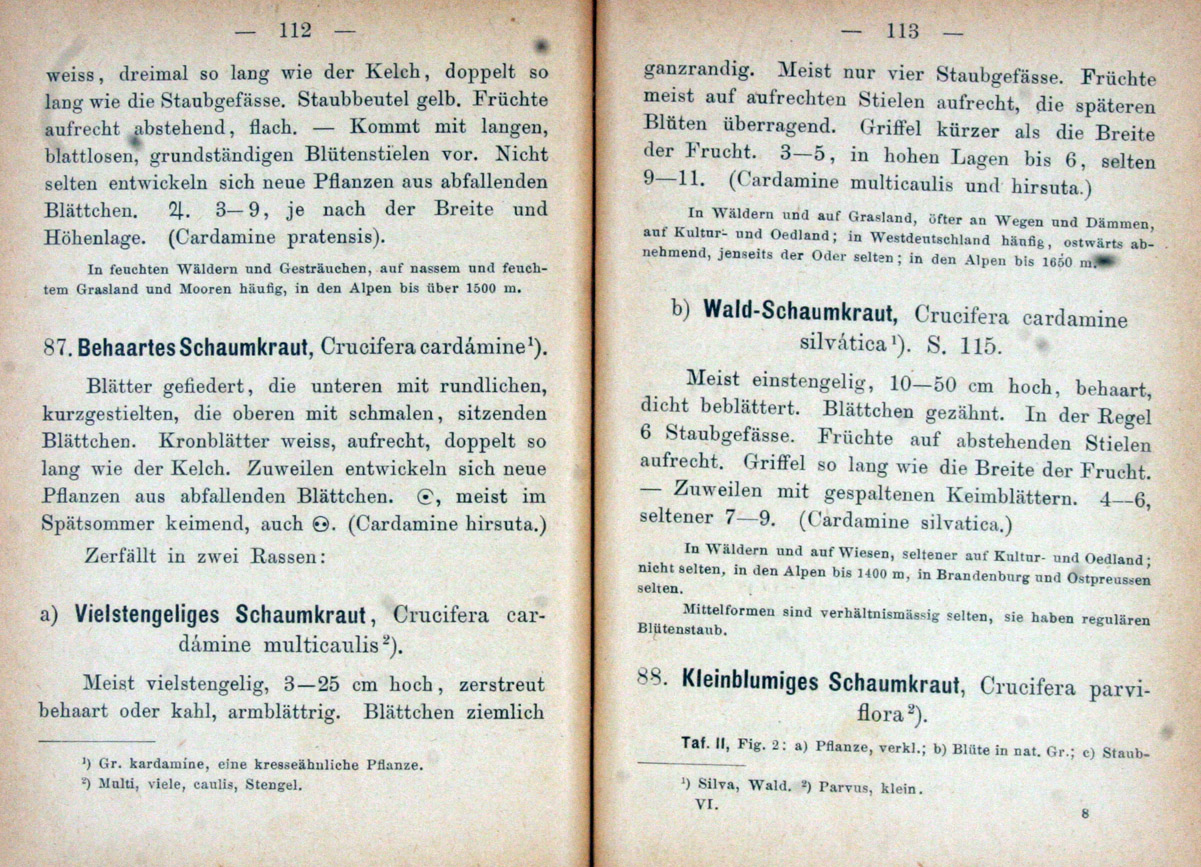 — 112 —
weiss, dreimal so lang wie der Kelch, doppelt so
lang wie die Staubgefässe. Staubbeutel gelb. Früchte
aufrecht abstehend, flach. — Kommt mit langen,
blattlosen, grundständigen Blütenstielen vor. Nicht
selten entwickeln sich neue Pflanzen aus abfallenden
Blättchen. ♃. 3—9, je nach der Breite und
Höhenlage. (Cardamine pratensis).
In feuchten Wäldern und Gesträuchen, auf nassem und feuch-
tem Grasland und Mooren häufig, in den Alpen bis über 1500 m.
87. Behaartes Schaumkraut, Crucifera cardámine¹).
Blätter gefiedert, die unteren mit rundlichen,
kurzgestielten, die oberen mit schmalen, sitzenden
Blättchen. Kronblätter weiss, aufrecht, doppelt so
lang wie der Kelch. Zuweilen entwickeln sich neue
Pflanzen aus abfallenden Blättchen. ☉, meist im
Spätsommer keimend, auch ⚇. (Cardamine hirsuta.)
Zerfällt in zwei Rassen:
a) Vielstengeliges Schaumkraut, Crucifera car-
dámine multicaulis²).
Meist vielstengelig, 3—25 cm hoch, zerstreut
behaart oder kahl, armblättrig. Blättchen ziemlich
¹) Gr. kardamine, eine kresseähnliche Pflanze.
²) Multi, viele, caulis, Stengel.
— 113 —
ganzrandig. Meist nur vier Staubgefässe. Früchte
meist auf aufrechten Stielen aufrecht, die späteren
Blüten überragend. Griffel kürzer als die Breite
der Frucht. 3—5, in hohen Lagen bis 6, selten
9—11. (Cardamine multicaulis und hirsuta.)
In Wäldern und auf Grasland, öfter an Wegen und Dämmen,
auf Kultur- und Oedland; in Westdeutschland häufig, ostwärts ab-
nehmend, jenseits der Oder selten; in den Alpen bis 1650 m.
b) Wald-Schaumkraut, Crucifera cardamine
silvática¹). S. 115.
Meist einstengelig, 10—50 cm hoch, behaart,
dicht beblättert. Blättchen gezähnt. In der Regel
6 Staubgefässe. Früchte auf abstehenden Stielen
aufrecht. Griffel so lang wie die Breite der Frucht.
— Zuweilen mit gespaltenen Keimblättern. 4—6,
seltener 7—9. (Cardamine silvatica.)
In Wäldern und auf Wiesen, seltener auf Kultur- und Oedland;
nicht selten, in den Alpen bis 1400 m, in Brandenburg und Ostpreussen
selten.
Mittelformen sind verhältnismässig selten, sie haben regulären
Blütenstaub.
88. Kleinblumiges Schaumkraut, Crucifera parvi-
flora²).
Taf. II, Fig. 2: a) Pflanze, verkl.; b) Blüte in nat. Gr.; c) Staub-
¹) Silva, Wald. ²) Parvus, klein.
VI.
8